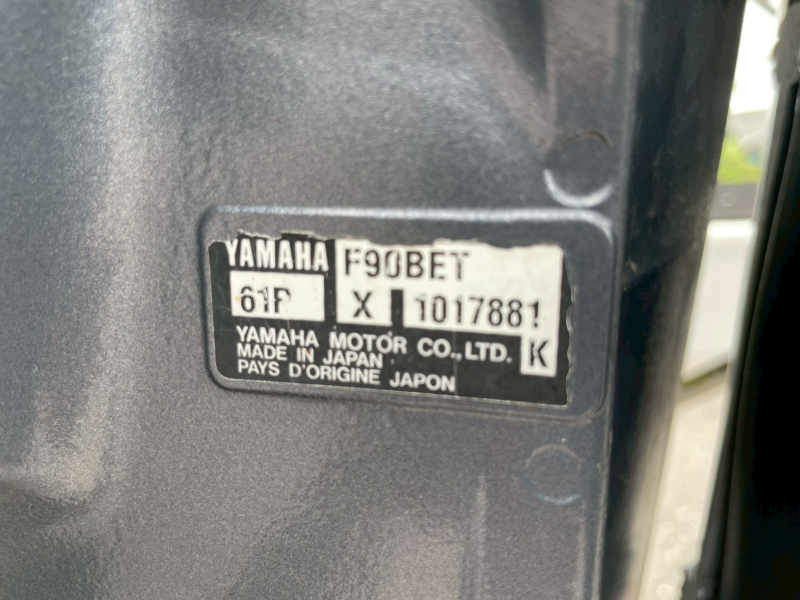 YAMAHA F90BET
61P X 1017881
YAMAHA MOTOR CO.,LTD. K
MADE IN JAPAN
PAYS D'ORIGINE JAPON